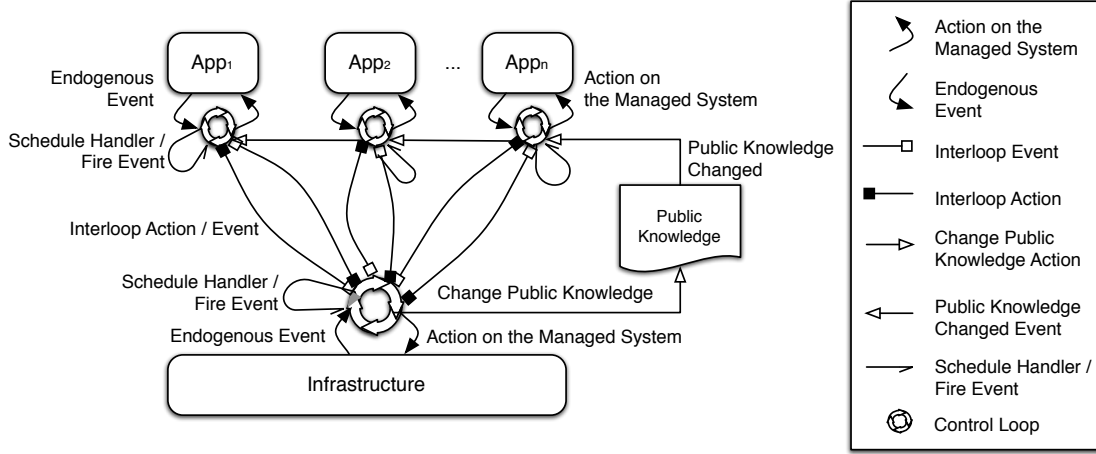 App1
App2
...
Appn
Endogenous
Event
Action on
the Managed System
Schedule Handler /
Fire Event
Public Knowledge
Changed
Public
Knowledge
Interloop Action / Event
Schedule Handler /
Fire Event
Change Public Knowledge
Endogenous Event
Action on the Managed System
Infrastructure
Action on the
Managed System
Endogenous
Event
Interloop Event
Interloop Action
Change Public
Knowledge Action
Public Knowledge
Changed Event
Schedule Handler /
Fire Event
Control Loop